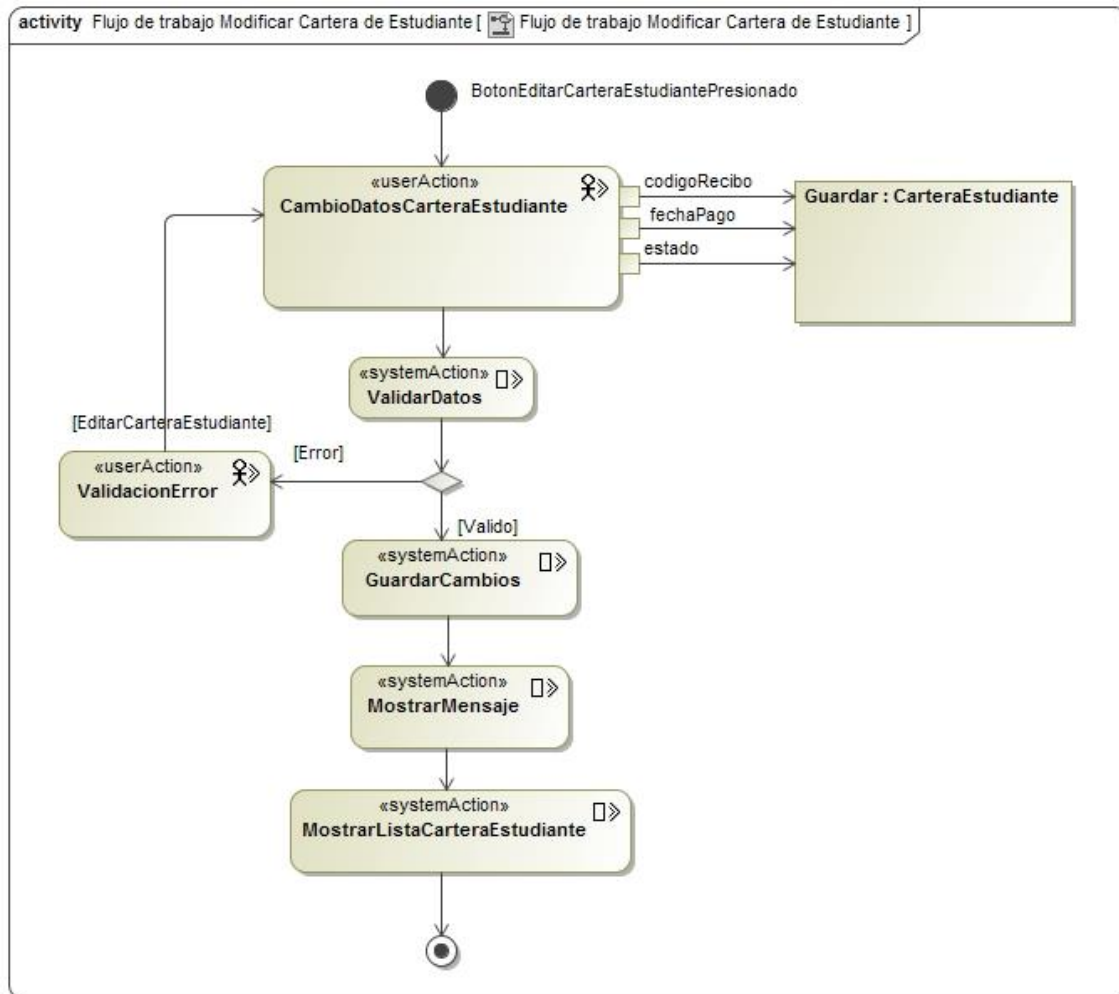 activity Flujo de trabajo Modificar Cartera de Estudiante [ Flujo de trabajo Modificar Cartera de Estudiante ]
BotonEditarCarteraEstudiantePresionado
«userAction»
CambioDatosCarteraEstudiante
codigoRecibo
fechaPago
estado
Guardar : CarteraEstudiante
«systemAction»
ValidarDatos
[EditarCarteraEstudiante]
[Error]
«userAction»
ValidacionError
[Valido]
«systemAction»
GuardarCambios
«systemAction»
MostrarMensaje
«systemAction»
MostrarListaCarteraEstudiante